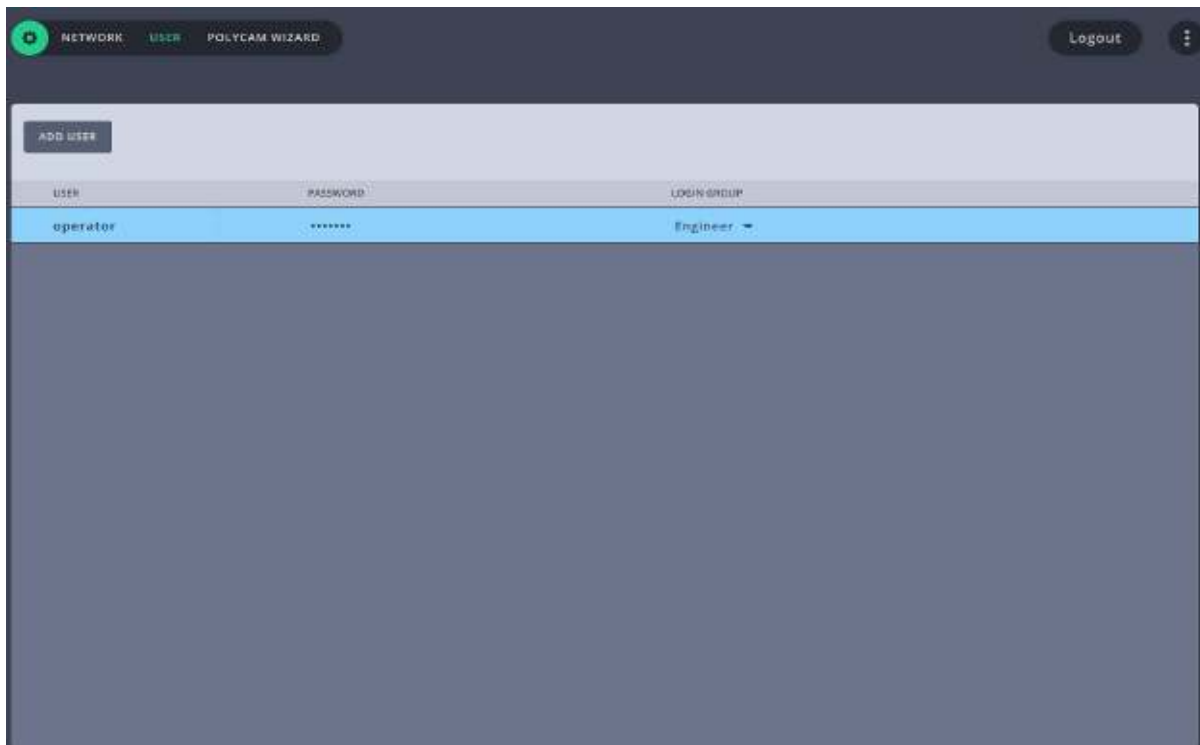 NETWORK USER POLYCAM WIZARD Logout
ADD USER
USER PASSWORD LOGIN GROUP
operator ••••••• Engineer